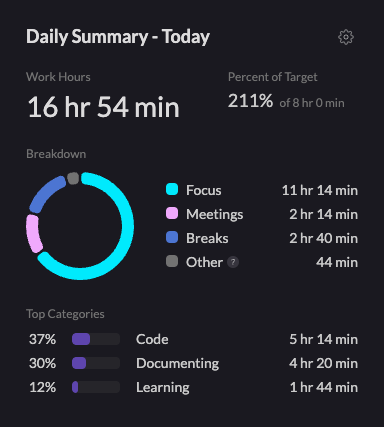 Daily Summary - Today
Work Hours
16 hr 54 min
Percent of Target
211% of 8 hr 0 min
Breakdown
Focus 11 hr 14 min
Meetings 2 hr 14 min
Breaks 2 hr 40 min
Other ? 44 min
Top Categories
37% Code 5 hr 14 min
30% Documenting 4 hr 20 min
12% Learning 1 hr 44 min